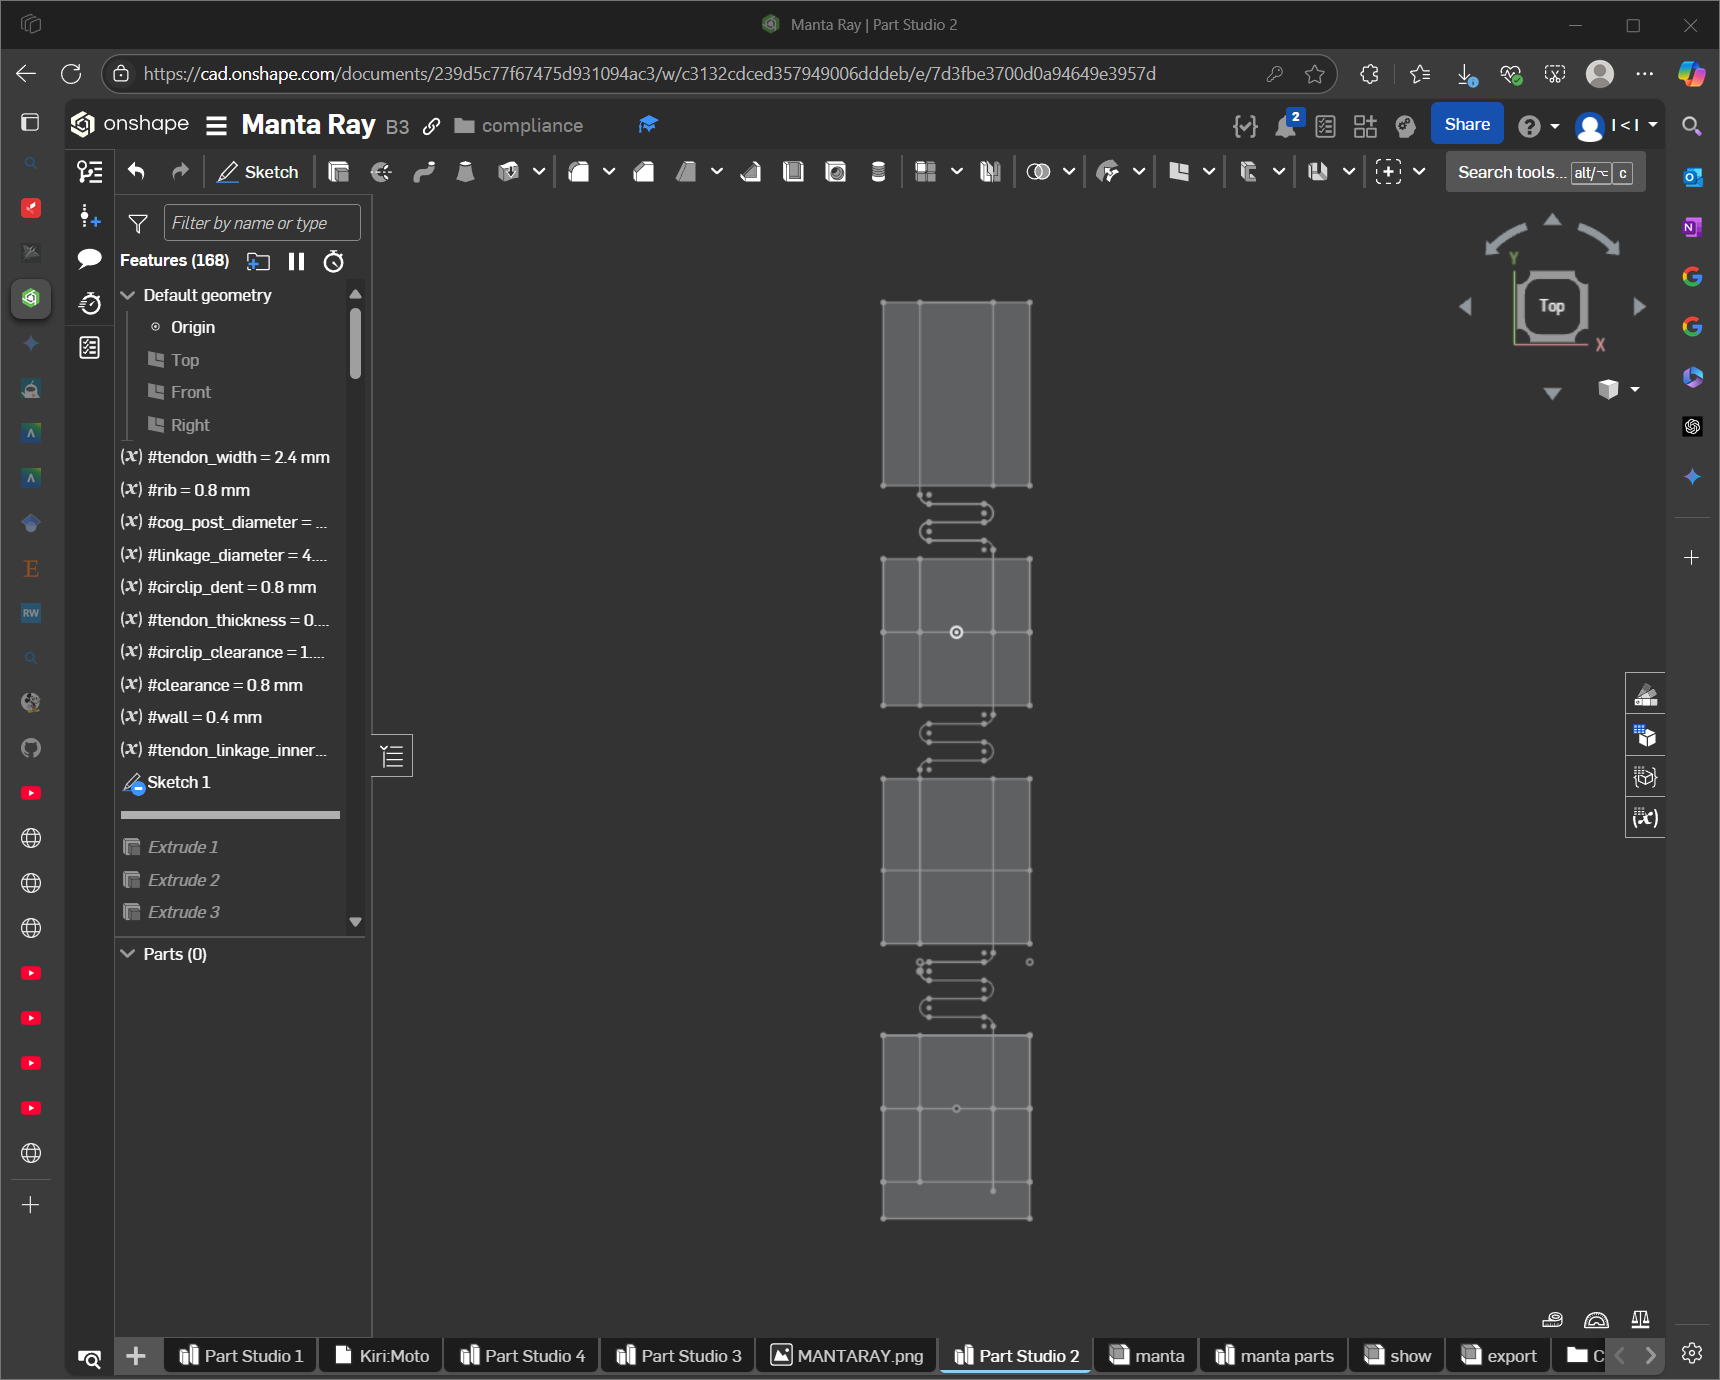 Manta Ray | Part Studio 2
https://cad.onshape.com/documents/239d5c77f67475d931094ac3/w/c3132cdced357949006dddeb/e/7d3fbe3700d0a94649e3957d
onshape Manta Ray B3 compliance 2 Share I < I
Sketch Search tools... alt/⌥ c
Filter by name or type
Features (168)
Default geometry
Origin
Top
Front
Right
(x) #tendon_width = 2.4 mm
(x) #rib = 0.8 mm
(x) #cog_post_diameter = ...
(x) #linkage_diameter = 4....
(x) #circlip_dent = 0.8 mm
(x) #tendon_thickness = 0....
(x) #circlip_clearance = 1....
(x) #clearance = 0.8 mm
(x) #wall = 0.4 mm
(x) #tendon_linkage_inner...
Sketch 1
Extrude 1
Extrude 2
Extrude 3
Parts (0)
Y
Top
X
(x)
E
RW
Part Studio 1 Kiri:Moto Part Studio 4 Part Studio 3 MANTARAY.png Part Studio 2 manta manta parts show export C